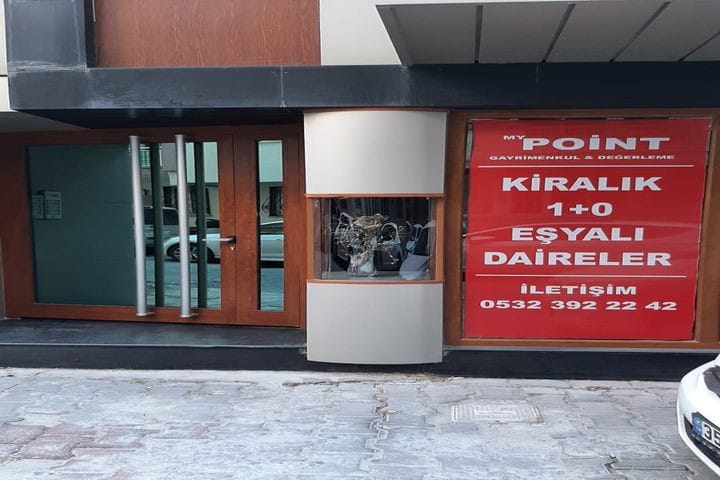 MY POİNT
GAYRİMENKUL & DEĞERLEME
KİRALIK
1+0
EŞYALI
DAİRELER
İLETİŞİM
0532 392 22 42
35